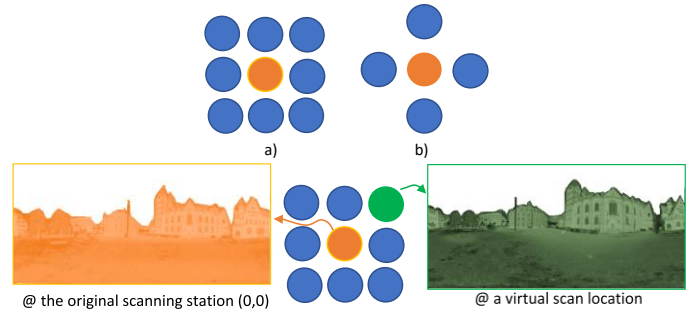 a)
b)
@ the original scanning station (0,0)
@ a virtual scan location